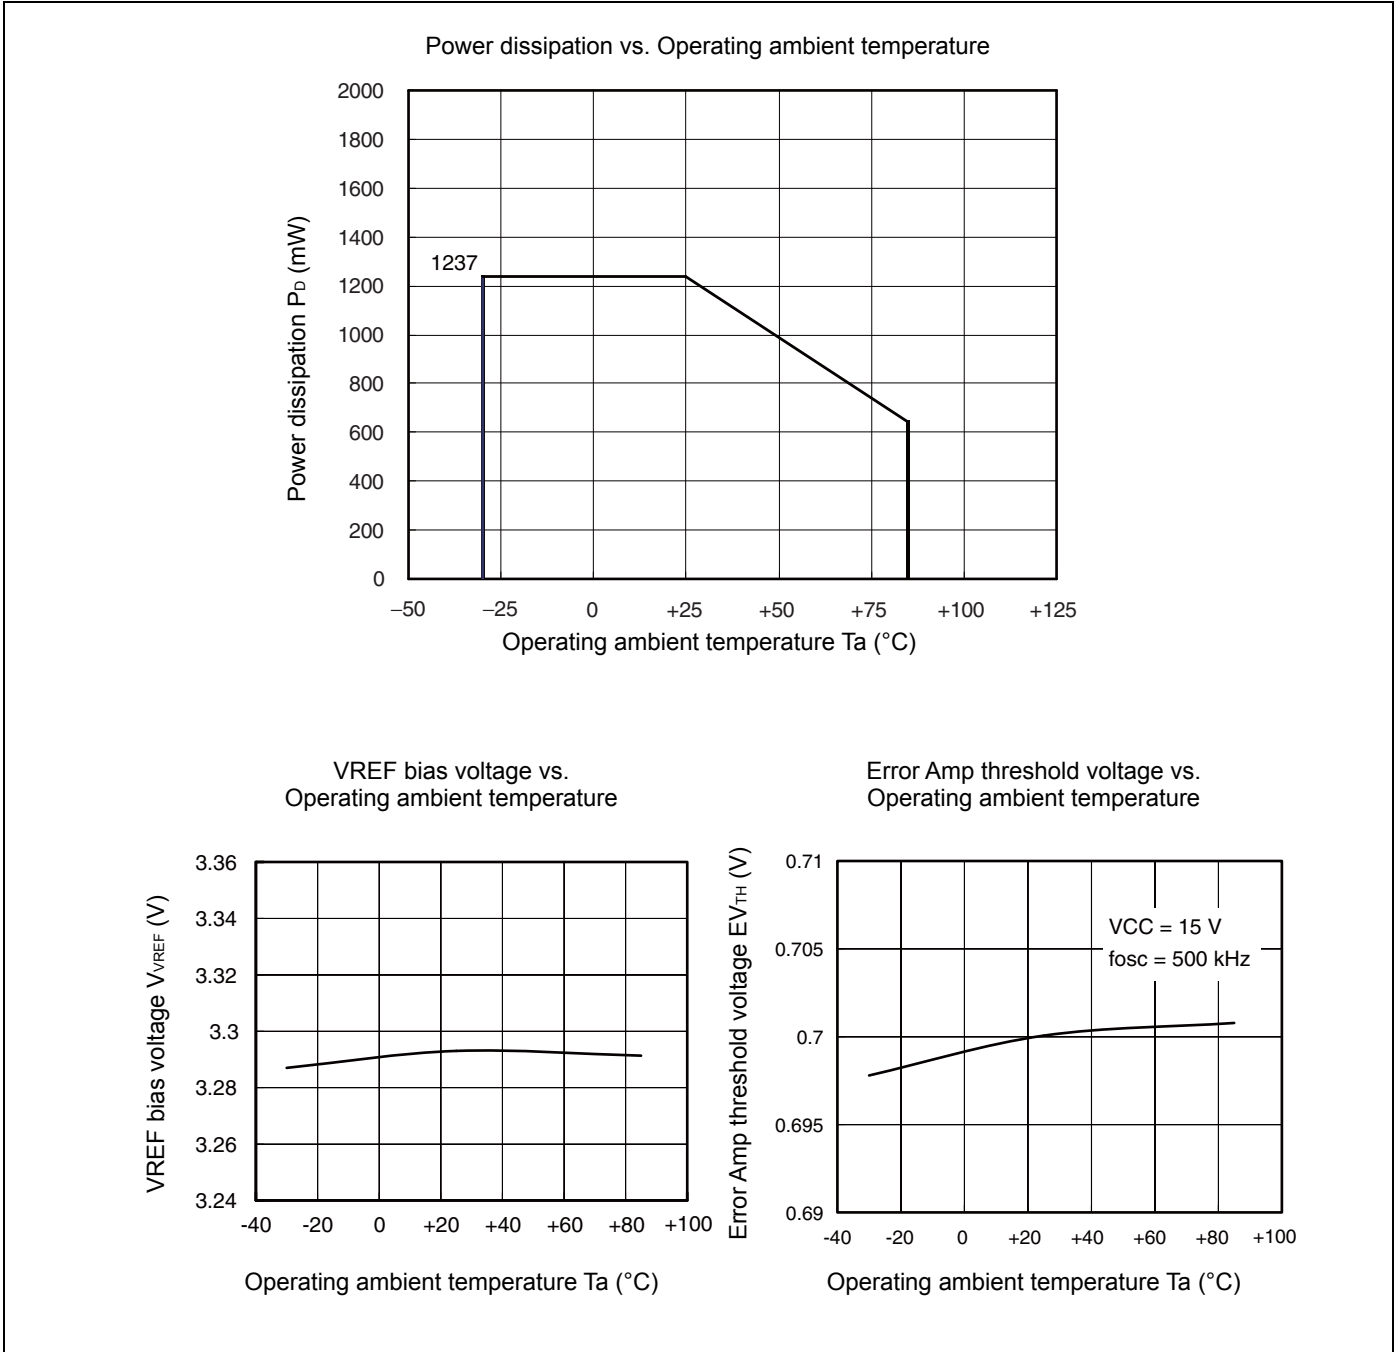 Power dissipation vs. Operating ambient temperature
2000
1800
1600
1400
1237
1200
1000
800
600
400
200
0
Power dissipation PD (mW)
−50 −25 0 +25 +50 +75 +100 +125
Operating ambient temperature Ta (°C)
VREF bias voltage vs.
Operating ambient temperature
3.36
3.34
3.32
3.3
3.28
3.26
3.24
VREF bias voltage VVREF (V)
-40 -20 0 +20 +40 +60 +80 +100
Operating ambient temperature Ta (°C)
Error Amp threshold voltage vs.
Operating ambient temperature
0.71
0.705
0.7
0.695
0.69
Error Amp threshold voltage EVTH (V)
VCC = 15 V
fosc = 500 kHz
-40 -20 0 +20 +40 +60 +80 +100
Operating ambient temperature Ta (°C)